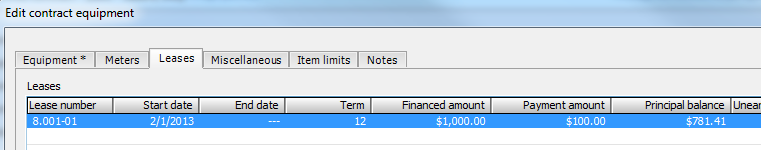 Edit contract equipment
Equipment * Meters Leases Miscellaneous Item limits Notes
Leases
Lease number Start date End date Term Financed amount Payment amount Principal balance Unear
8.001-01 2/1/2013 --- 12 $1,000.00 $100.00 $781.41